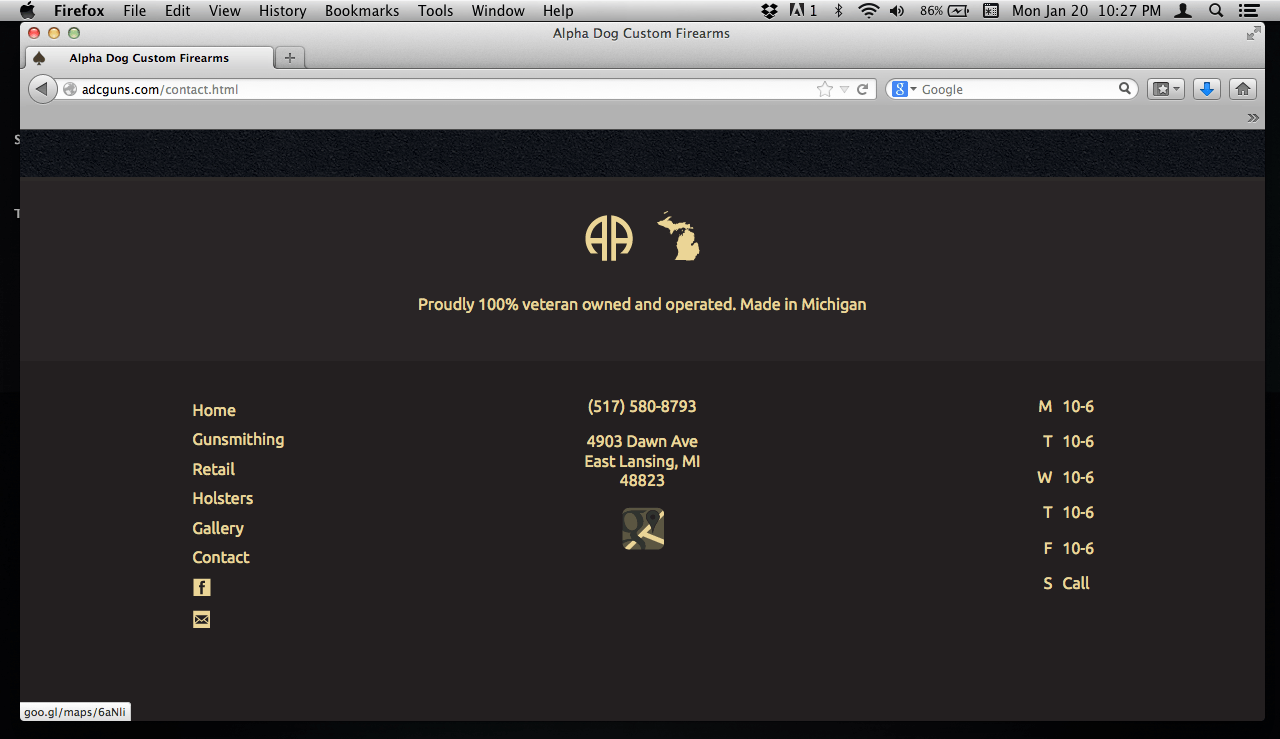 Firefox File Edit View History Bookmarks Tools Window Help 1 86% Mon Jan 20 10:27 PM
Alpha Dog Custom Firearms
Alpha Dog Custom Firearms
adcguns.com/contact.html
8 Google
S
T
AA
Proudly 100% veteran owned and operated. Made in Michigan
Home
Gunsmithing
Retail
Holsters
Gallery
Contact
f
(517) 580-8793
4903 Dawn Ave
East Lansing, MI
48823
M 10-6
T 10-6
W 10-6
T 10-6
F 10-6
S Call
goo.gl/maps/6aNli